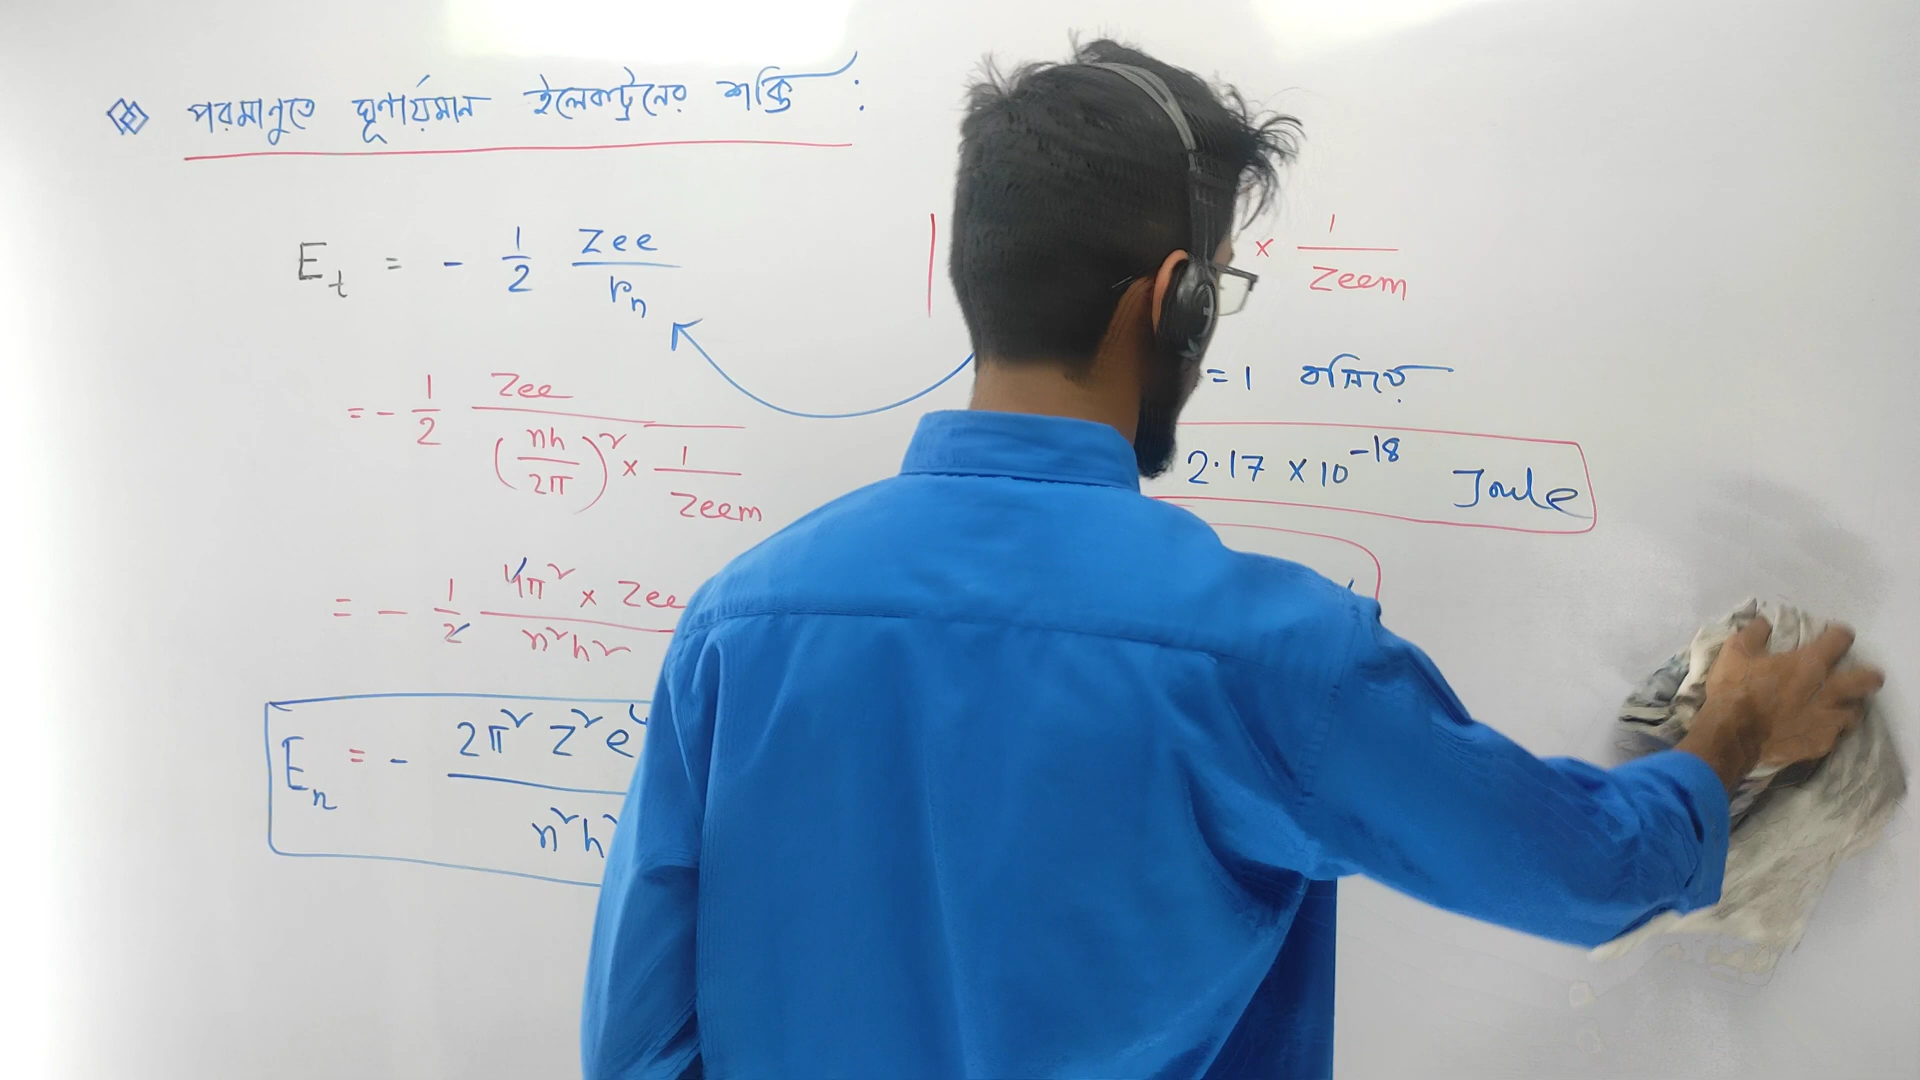 পরমানুতে ঘূর্ণায়মান ইলেকট্রনের শক্তি :
E_t = - 1/2 Zee/r_n
= - 1/2 Zee/((nh/2π)² × 1/Zeem)
= - 1/2 4π² × Zee/n²h²
E_n = - 2π² Z² e/n²h²
× 1/Zeem
= 1 বসিয়ে
2.17 × 10^-18 Joule